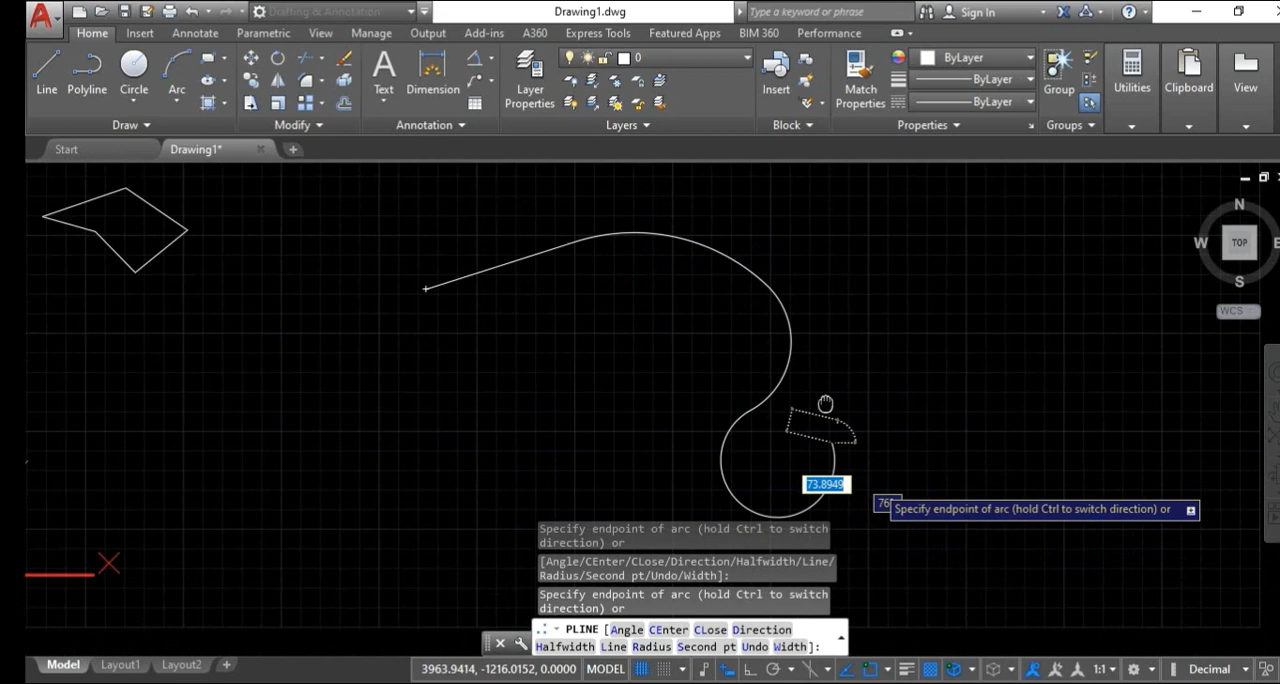 Drafting & Annotation
Drawing1.dwg
Type a keyword or phrase
Sign In
Home Insert Annotate Parametric View Manage Output Add-ins A360 Express Tools Featured Apps BIM 360 Performance
Line Polyline Circle Arc
Text Dimension
Layer Properties
0
Insert
Match Properties
ByLayer
ByLayer
ByLayer
Group
Utilities Clipboard View
Draw Modify Annotation Layers Block Properties Groups
Start Drawing1*
N
W TOP E
S
WCS
73.8949
Specify endpoint of arc (hold Ctrl to switch direction) or
Specify endpoint of arc (hold Ctrl to switch
direction) or
[Angle/CEnter/CLose/Direction/Halfwidth/Line/
Radius/Second pt/Undo/Width]:
Specify endpoint of arc (hold Ctrl to switch
direction) or
PLINE [Angle CEnter CLose Direction
Halfwidth Line Radius Second pt Undo Width]:
Model Layout1 Layout2
3963.9414, -1216.0152, 0.0000 MODEL 1:1 Decimal